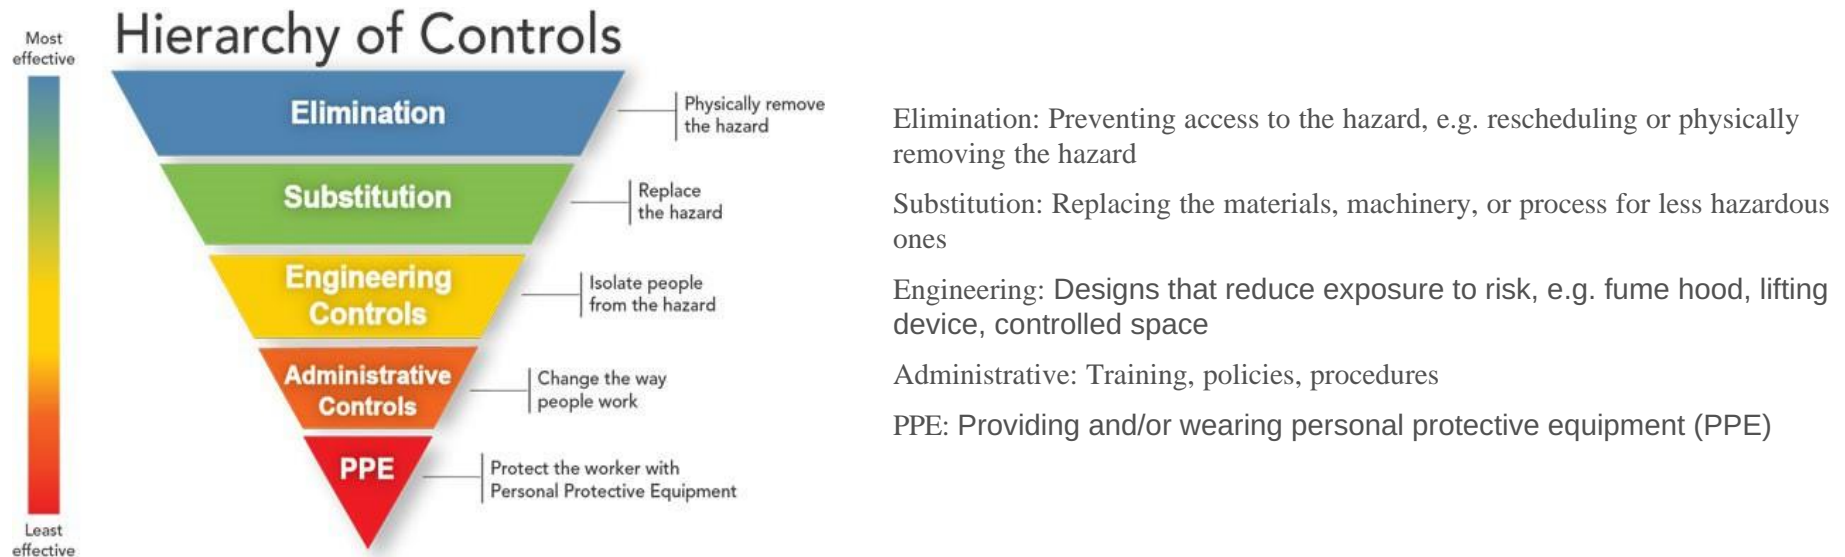 Hierarchy of Controls
Most
effective
Elimination
Physically remove
the hazard
Substitution
Replace
the hazard
Engineering
Controls
Isolate people
from the hazard
Administrative
Controls
Change the way
people work
PPE
Protect the worker with
Personal Protective Equipment
Least
effective
Elimination: Preventing access to the hazard, e.g. rescheduling or physically
removing the hazard
Substitution: Replacing the materials, machinery, or process for less hazardous
ones
Engineering: Designs that reduce exposure to risk, e.g. fume hood, lifting
device, controlled space
Administrative: Training, policies, procedures
PPE: Providing and/or wearing personal protective equipment (PPE)